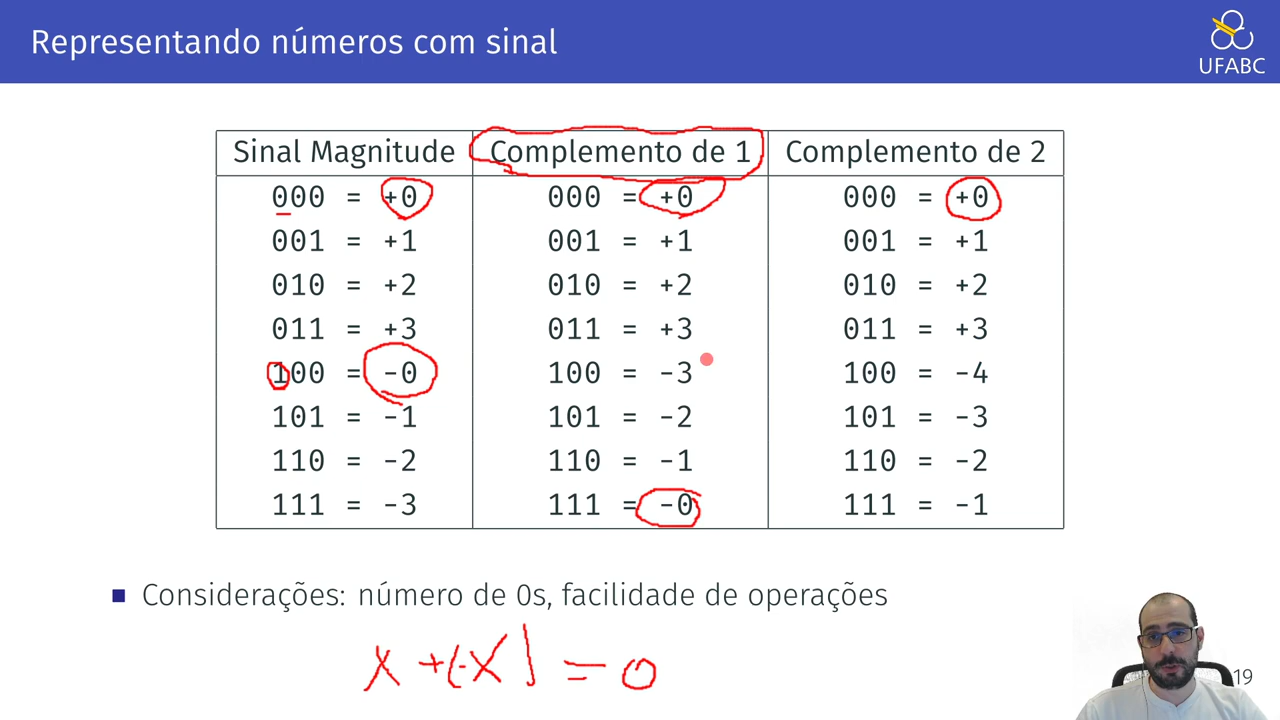 Representando números com sinal
UFABC
Sinal Magnitude Complemento de 1 Complemento de 2
000 = +0 000 = +0 000 = +0
001 = +1 001 = +1 001 = +1
010 = +2 010 = +2 010 = +2
011 = +3 011 = +3 011 = +3
100 = -0 100 = -3 100 = -4
101 = -1 101 = -2 101 = -3
110 = -2 110 = -1 110 = -2
111 = -3 111 = -0 111 = -1
Considerações: número de 0s, facilidade de operações
X + (-X) = 0
19